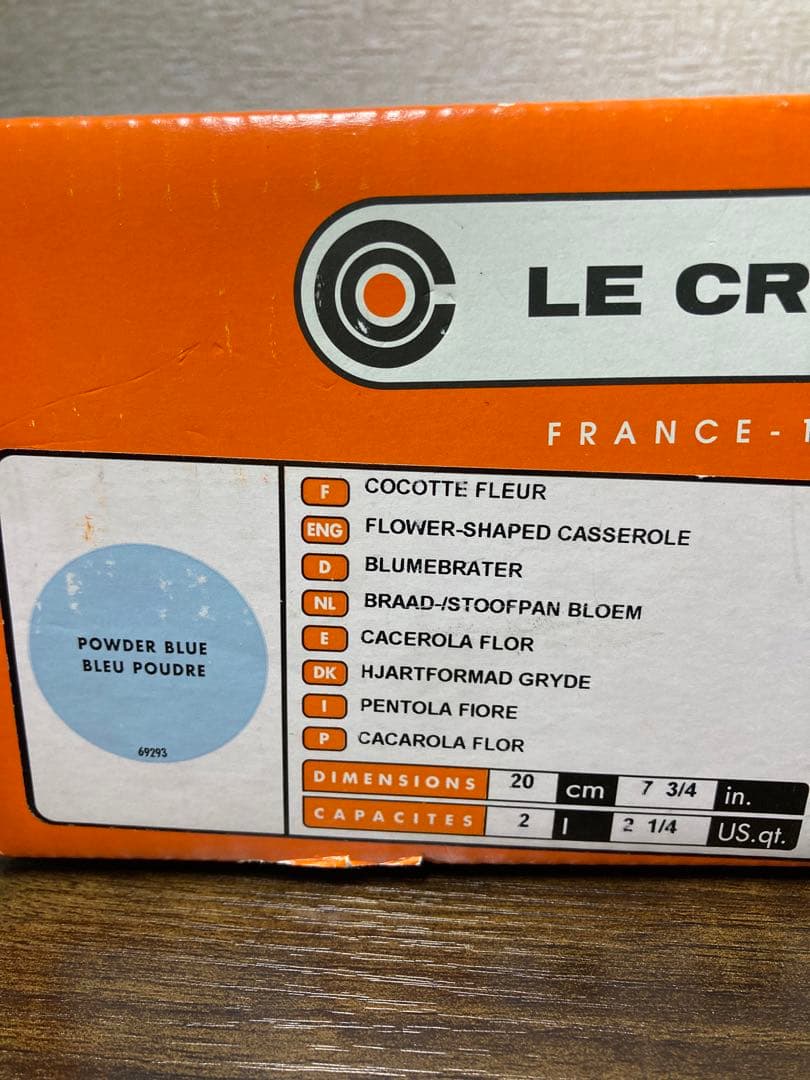 LE CR
FRANCE-1
POWDER BLUE
BLEU POUDRE
69293
F COCOTTE FLEUR
ENG FLOWER-SHAPED CASSEROLE
D BLUMEBRATER
NL BRAAD-/STOOFPAN BLOEM
E CACEROLA FLOR
DK HJARTFORMAD GRYDE
I PENTOLA FIORE
P CACAROLA FLOR
DIMENSIONS 20 cm 7 3/4 in.
CAPACITES 2 l 2 1/4 US.qt.